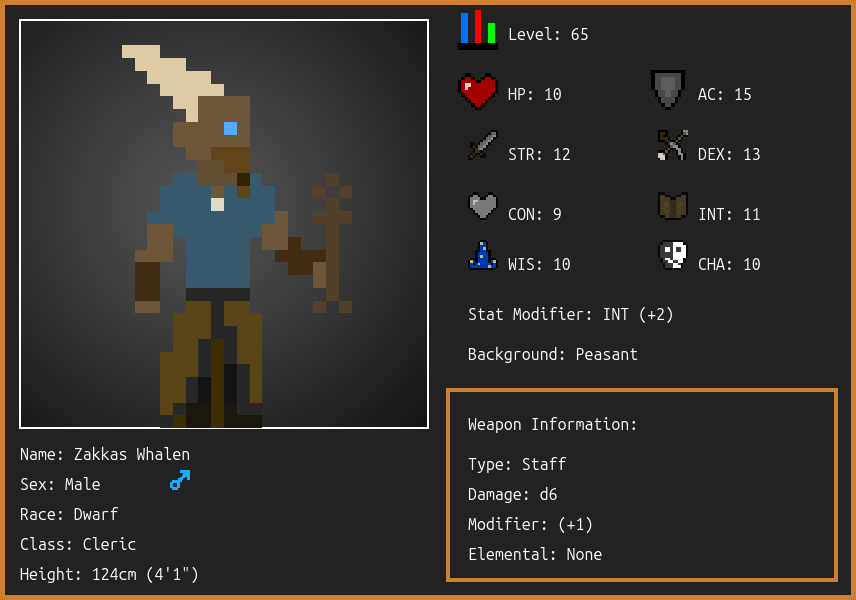 Level: 65
HP: 10
AC: 15
STR: 12
DEX: 13
CON: 9
INT: 11
WIS: 10
CHA: 10
Stat Modifier: INT (+2)
Background: Peasant
Weapon Information:
Type: Staff
Damage: d6
Modifier: (+1)
Elemental: None
Name: Zakkas Whalen
Sex: Male
Race: Dwarf
Class: Cleric
Height: 124cm (4'1")